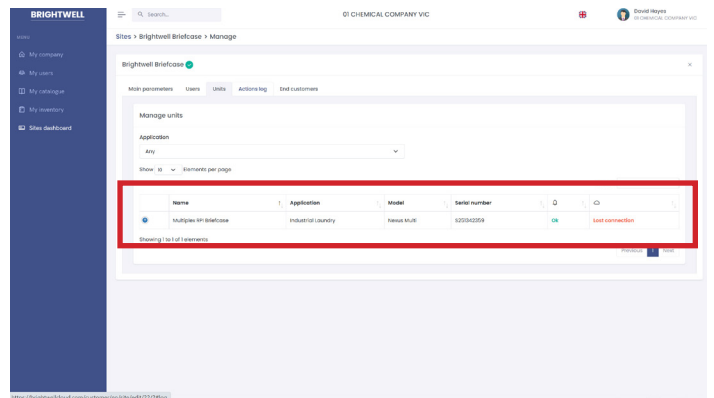 BRIGHTWELL
Search...
01 CHEMICAL COMPANY VIC
David Hayes
01 CHEMICAL COMPANY VIC
MENU
Sites > Brightwell Briefcase > Manage
My company
My users
My catalogue
My inventory
Sites dashboard
Brightwell Briefcase
×
Main parameters Users Units Actions log End customers
Manage units
Application
Any
Show 10 Elements per page
Name Application Model Serial number
Multiplex RFI Briefcase Industrial Laundry Nexus Multi 5251342359 Ok Lost connection
Showing 1 to 1 of 1 elements
Previous 1 Next